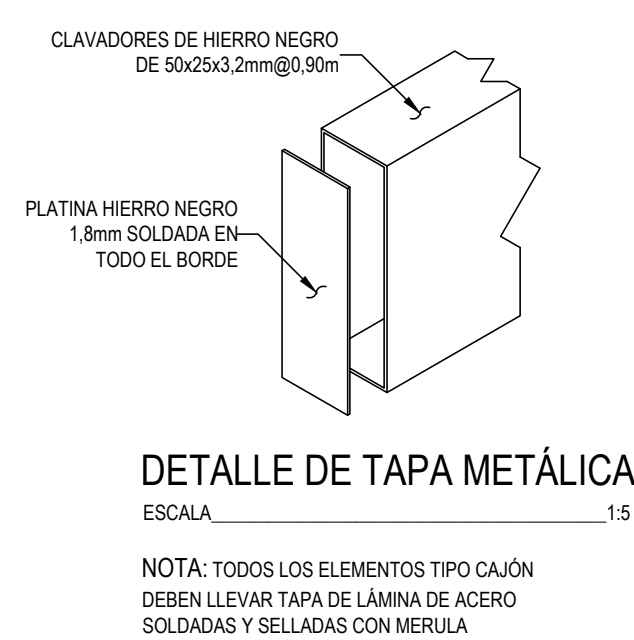 CLAVADORES DE HIERRO NEGRO
DE 50x25x3,2mm@0,90m
PLATINA HIERRO NEGRO
1,8mm SOLDADA EN
TODO EL BORDE
DETALLE DE TAPA METÁLICA
ESCALA________________________________________1:5
NOTA: TODOS LOS ELEMENTOS TIPO CAJÓN
DEBEN LLEVAR TAPA DE LÁMINA DE ACERO
SOLDADAS Y SELLADAS CON MERULA